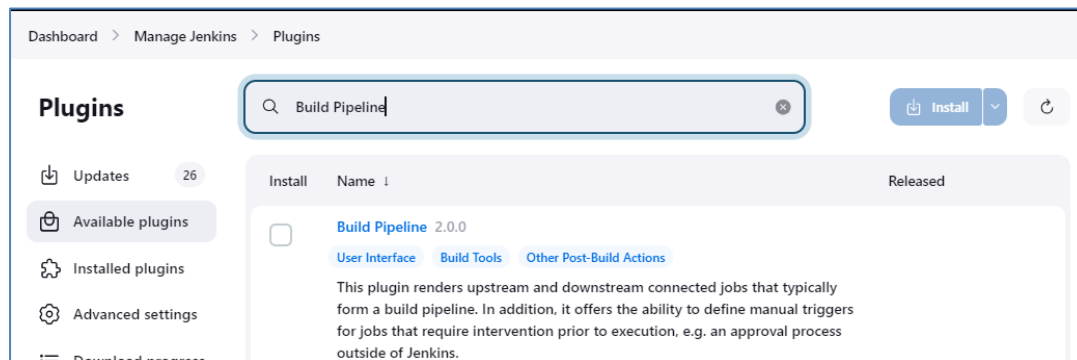 Dashboard > Manage Jenkins > Plugins
Plugins
Build Pipeline
Install
Updates 26
Available plugins
Installed plugins
Advanced settings
Download progress
Install Name ↓ Released
Build Pipeline 2.0.0
User Interface Build Tools Other Post-Build Actions
This plugin renders upstream and downstream connected jobs that typically
form a build pipeline. In addition, it offers the ability to define manual triggers
for jobs that require intervention prior to execution, e.g. an approval process
outside of Jenkins.